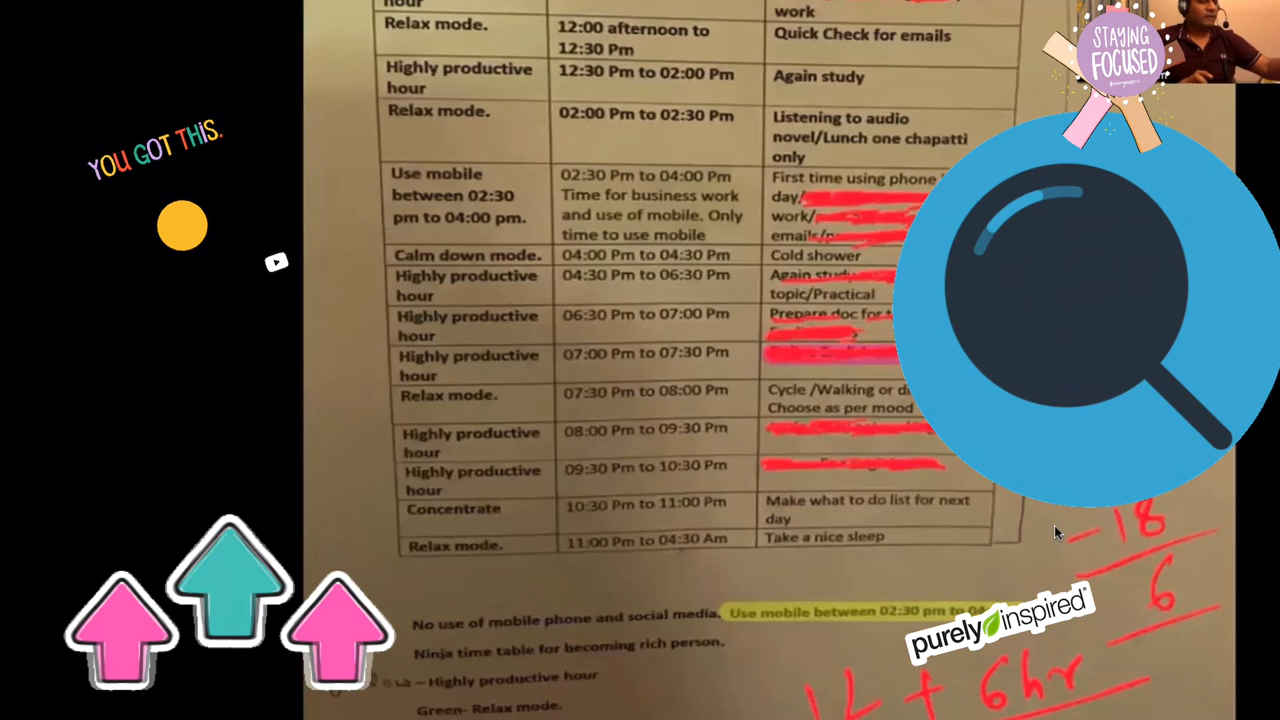 hour
work
Relax mode.
12:00 afternoon to
12:30 Pm
Quick Check for emails
Highly productive
hour
12:30 Pm to 02:00 Pm
Again study
Relax mode.
02:00 Pm to 02:30 Pm
Listening to audio
novel/Lunch one chapatti
only
Use mobile
between 02:30
pm to 04:00 pm.
02:30 Pm to 04:00 Pm
Time for business work
and use of mobile. Only
time to use mobile
First time using phone
day/
work/
emails/
Calm down mode.
04:00 Pm to 04:30 Pm
Cold shower
Highly productive
hour
04:30 Pm to 06:30 Pm
Again study
topic/Practical
Highly productive
hour
06:30 Pm to 07:00 Pm
Prepare doc for
Highly productive
hour
07:00 Pm to 07:30 Pm
Relax mode.
07:30 Pm to 08:00 Pm
Cycle /Walking or
Choose as per mood
Highly productive
hour
08:00 Pm to 09:30 Pm
Highly productive
hour
09:30 Pm to 10:30 Pm
Concentrate
10:30 Pm to 11:00 Pm
Make what to do list for next
day
Relax mode.
11:00 Pm to 04:30 Am
Take a nice sleep
No use of mobile phone and social media. Use mobile between 02:30 pm to
Ninja time table for becoming rich person.
– Highly productive hour
Green- Relax mode.
-18
6
+ 6hr
YOU GOT THIS.
STAYING
FOCUSED
purely inspired®